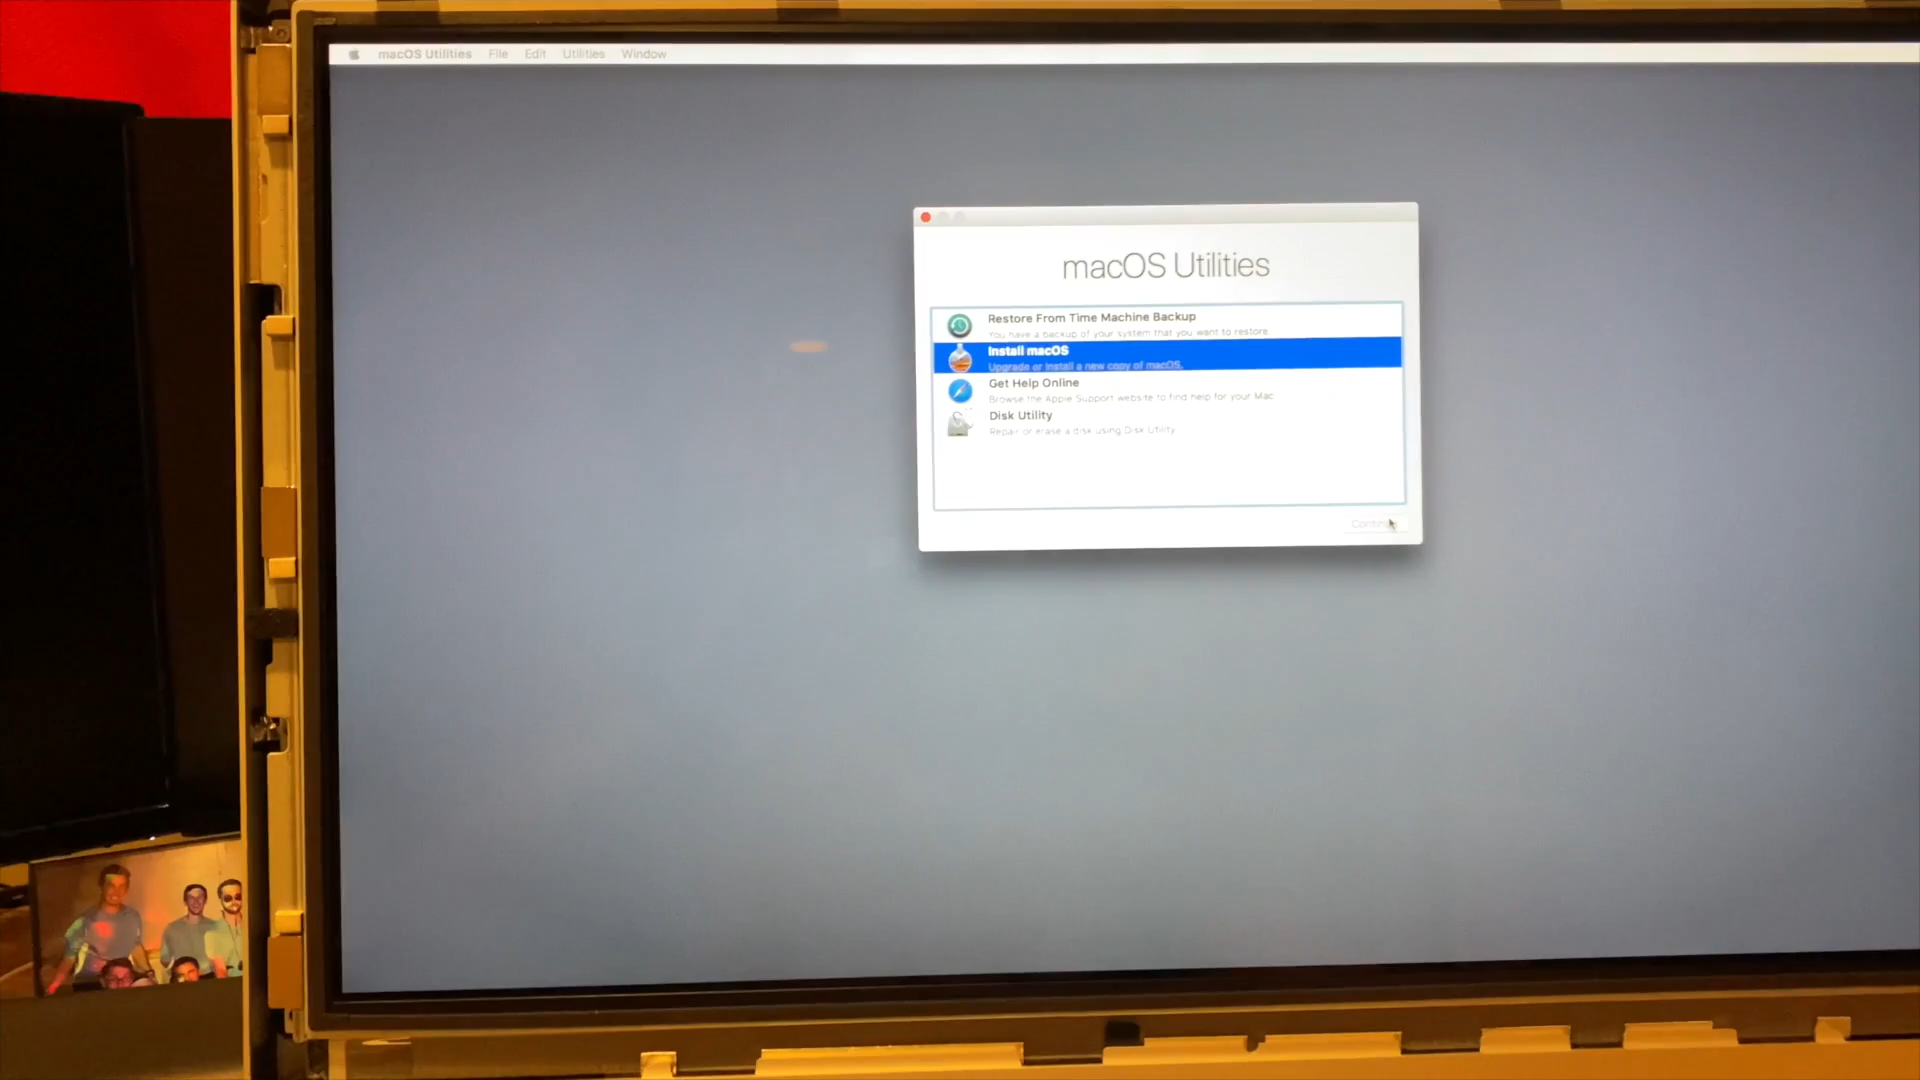 macOS Utilities File Edit Utilities Window
macOS Utilities
Restore From Time Machine Backup
You have a backup of your system that you want to restore.
Install macOS
Upgrade or install a new copy of macOS.
Get Help Online
Browse the Apple Support website to find help for your Mac.
Disk Utility
Repair or erase a disk using Disk Utility.